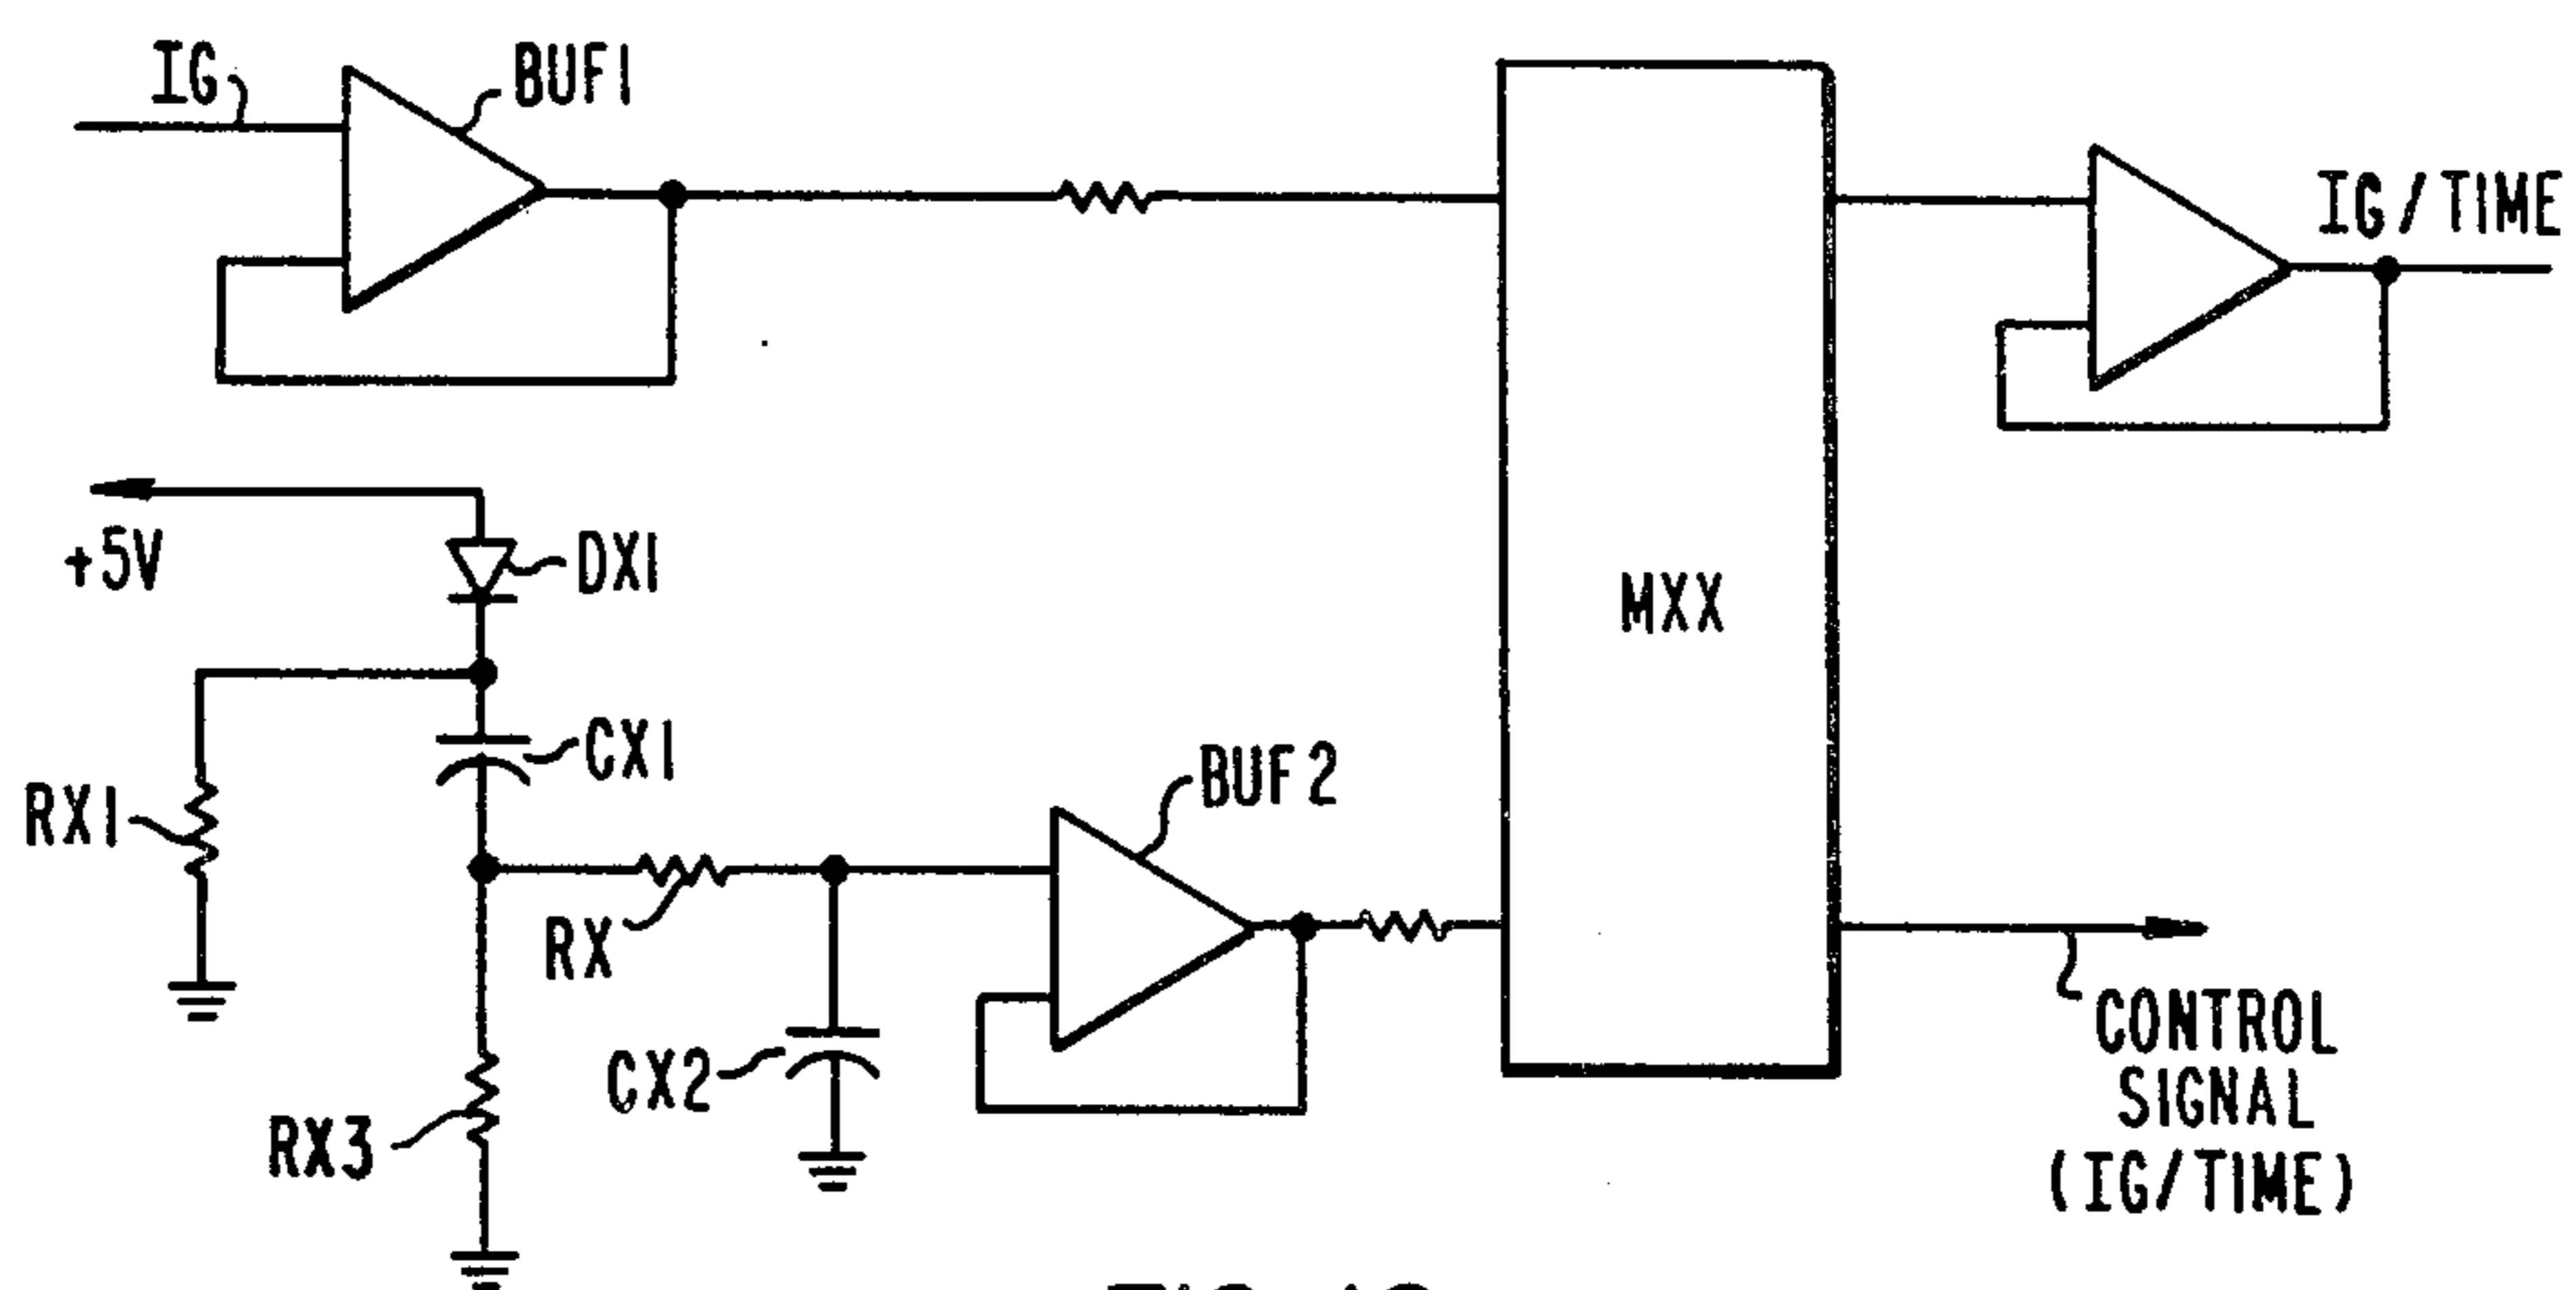 IG
BUF1
IG/TIME
+5V
DX1
MXX
CX1
BUF2
RX1
RX
CX2
RX3
CONTROL
SIGNAL
(IG/TIME)